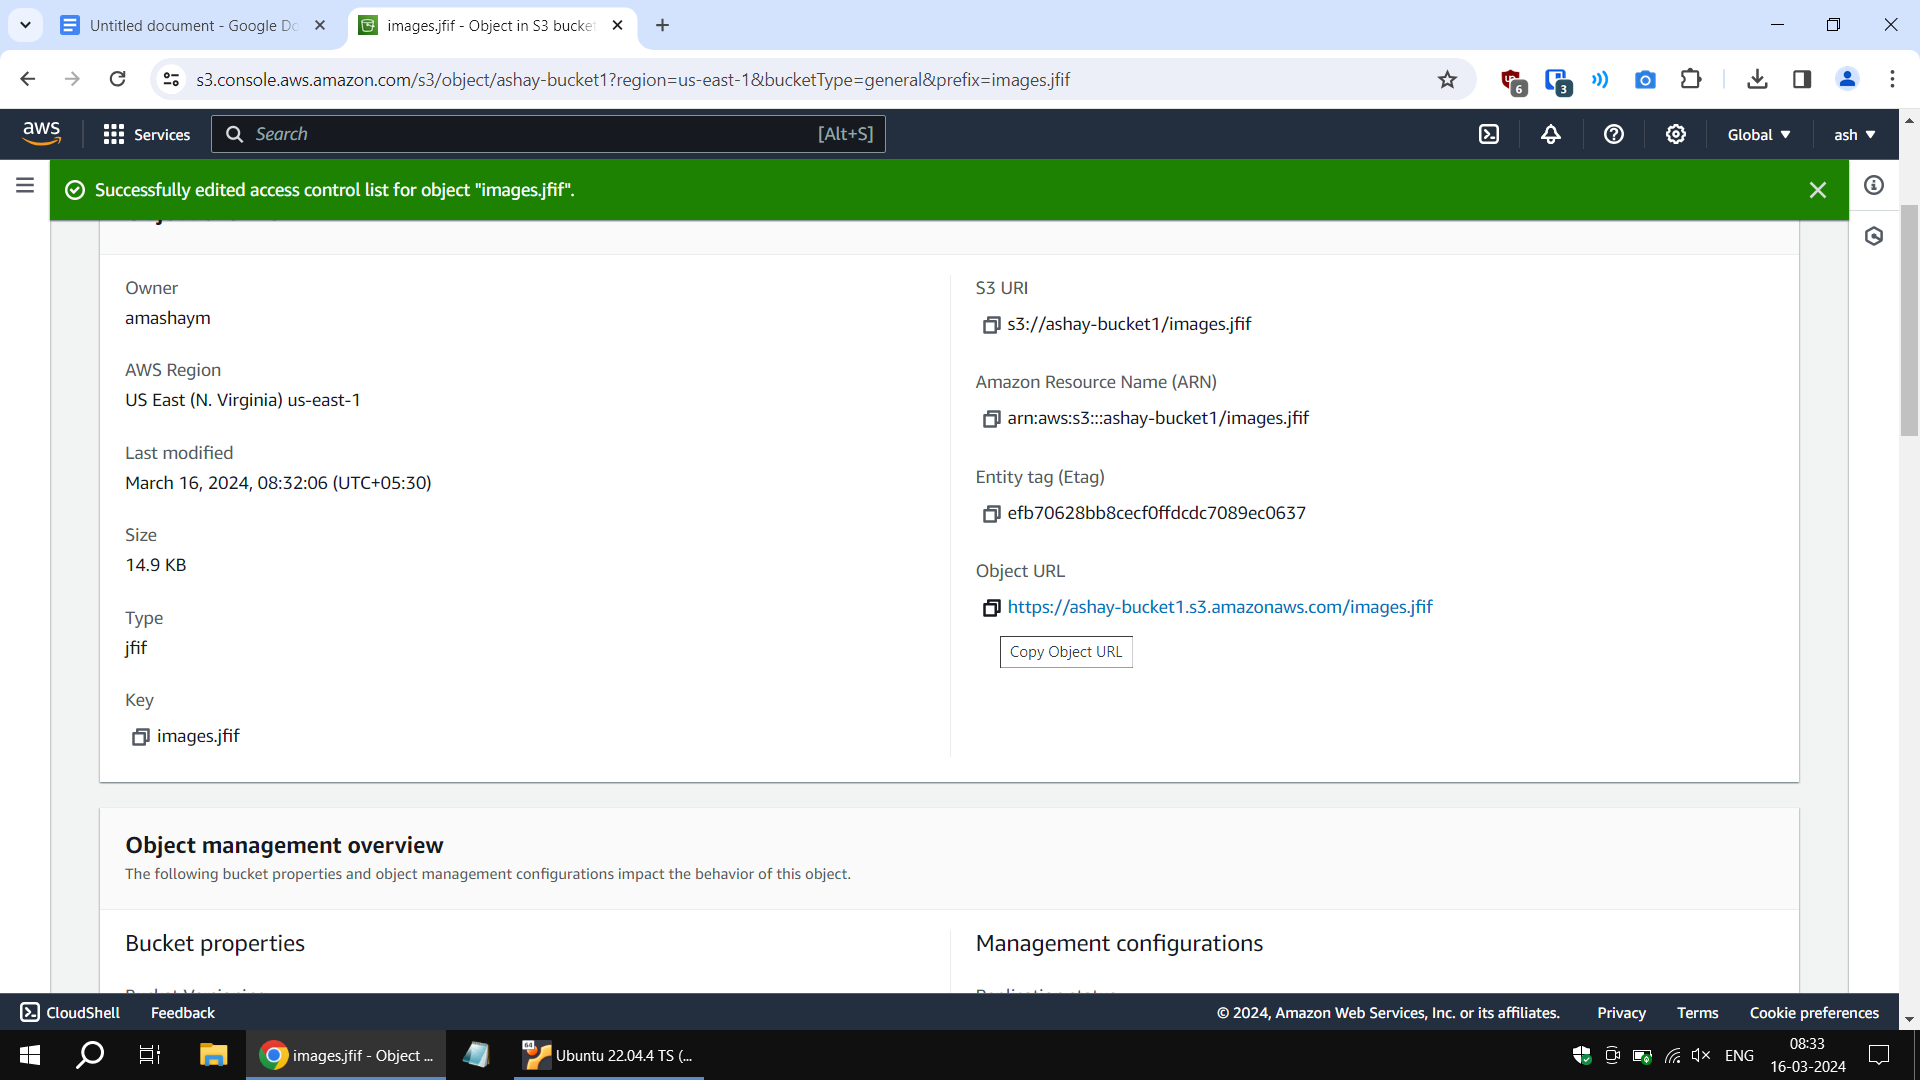 Untitled document - Google Do
images.jfif - Object in S3 bucket
s3.console.aws.amazon.com/s3/object/ashay-bucket1?region=us-east-1&bucketType=general&prefix=images.jfif
6
3
aws
Services
Search
[Alt+S]
Global
ash
Successfully edited access control list for object "images.jfif".
Owner
amashaym
AWS Region
US East (N. Virginia) us-east-1
Last modified
March 16, 2024, 08:32:06 (UTC+05:30)
Size
14.9 KB
Type
jfif
Key
images.jfif
S3 URI
s3://ashay-bucket1/images.jfif
Amazon Resource Name (ARN)
arn:aws:s3:::ashay-bucket1/images.jfif
Entity tag (Etag)
efb70628bb8cecf0ffdcdc7089ec0637
Object URL
https://ashay-bucket1.s3.amazonaws.com/images.jfif
Copy Object URL
Object management overview
The following bucket properties and object management configurations impact the behavior of this object.
Bucket properties
Management configurations
CloudShell
Feedback
© 2024, Amazon Web Services, Inc. or its affiliates.
Privacy
Terms
Cookie preferences
images.jfif - Object ...
64
Ubuntu 22.04.4 TS (...
ENG
08:33
16-03-2024